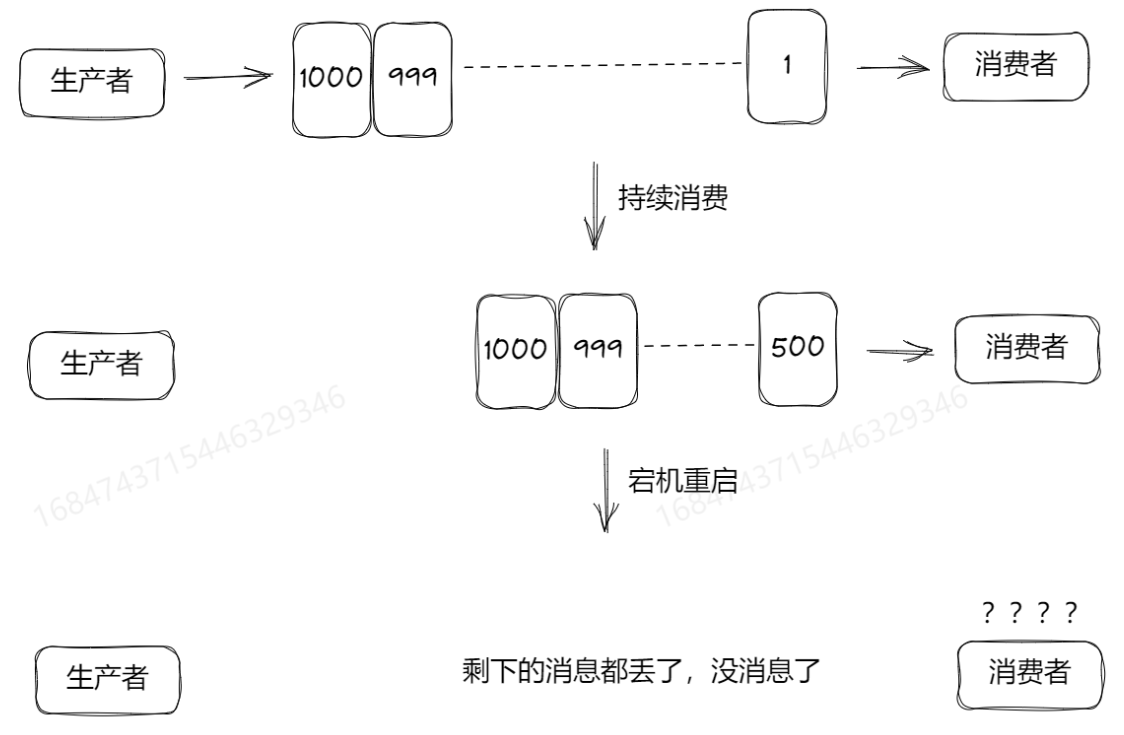 生产者
1000
999
1
消费者
持续消费
生产者
1000
999
500
消费者
1684743715446329346
1684743715446329346
宕机重启
？？？？
生产者
剩下的消息都丢了，没消息了
消费者